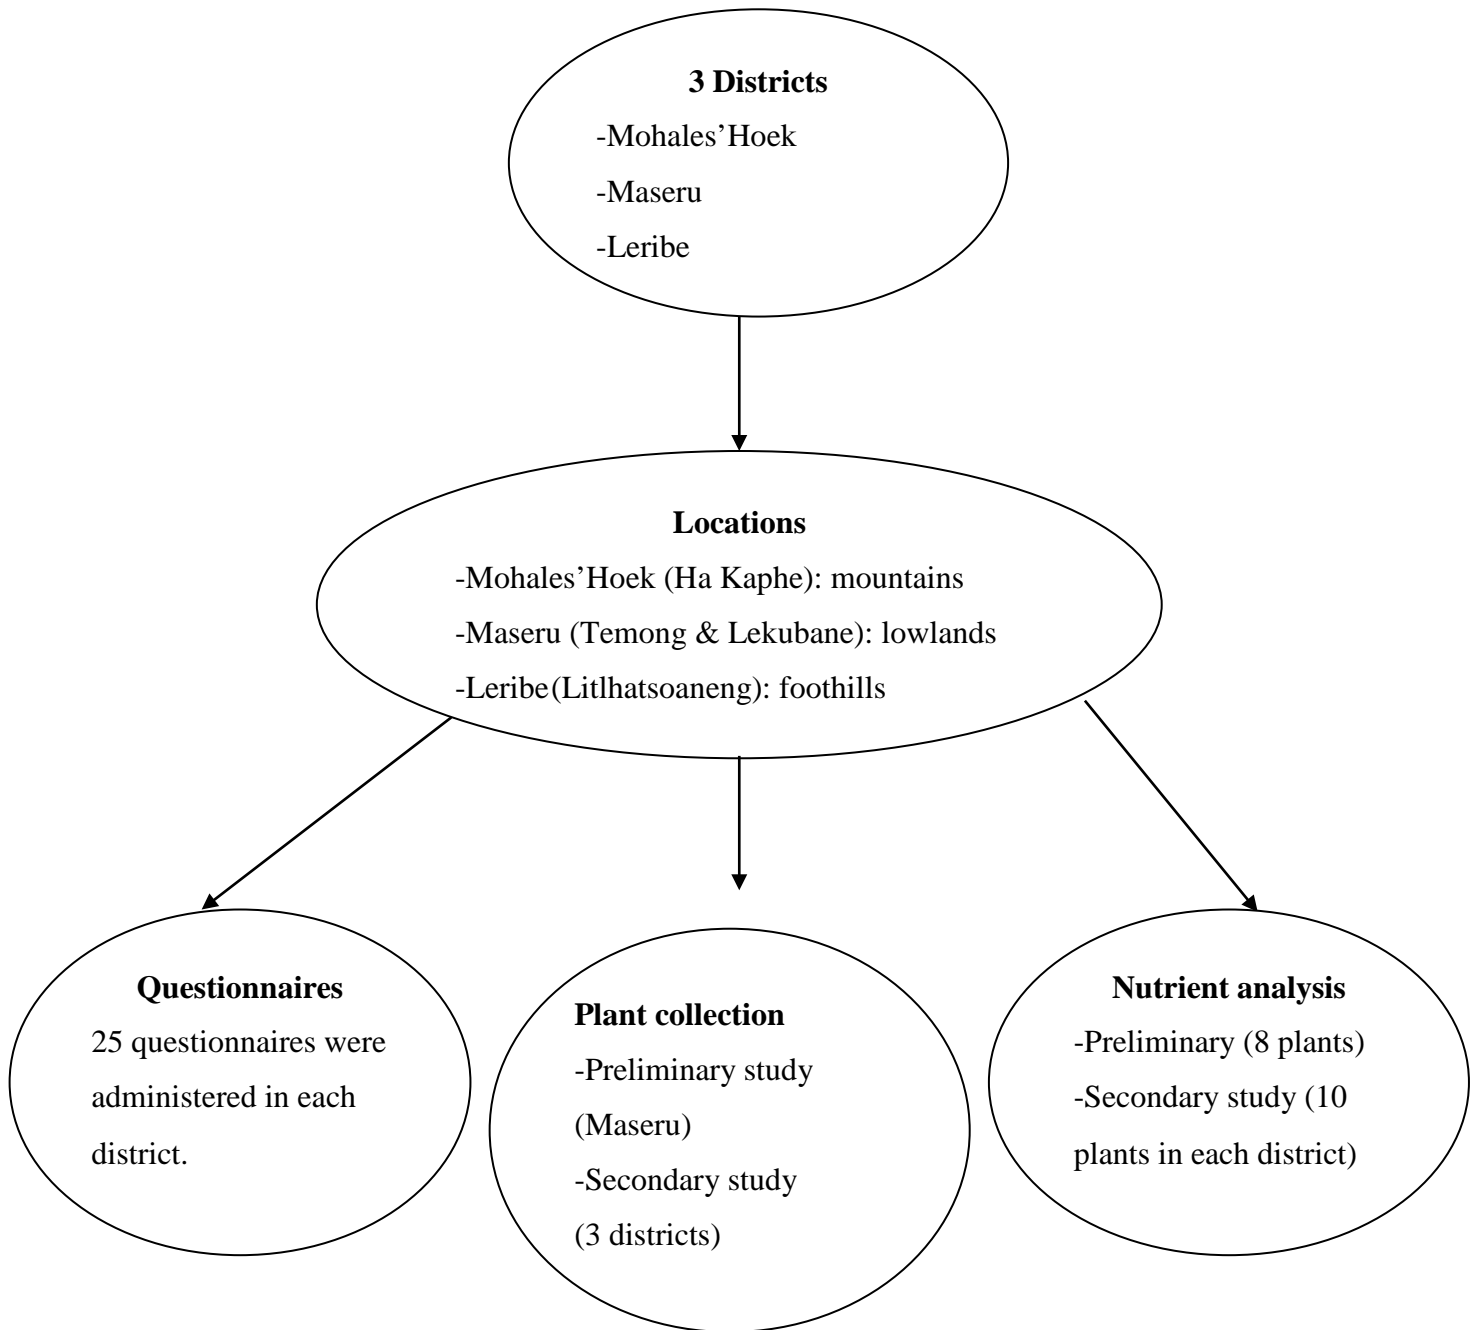 3 Districts
-Mohales’Hoek
-Maseru
-Leribe
Locations
-Mohales’Hoek (Ha Kaphe): mountains
-Maseru (Temong & Lekubane): lowlands
-Leribe(Litlhatsoaneng): foothills
Questionnaires
25 questionnaires were
administered in each
district.
Plant collection
-Preliminary study
(Maseru)
-Secondary study
(3 districts)
Nutrient analysis
-Preliminary (8 plants)
-Secondary study (10
plants in each district)